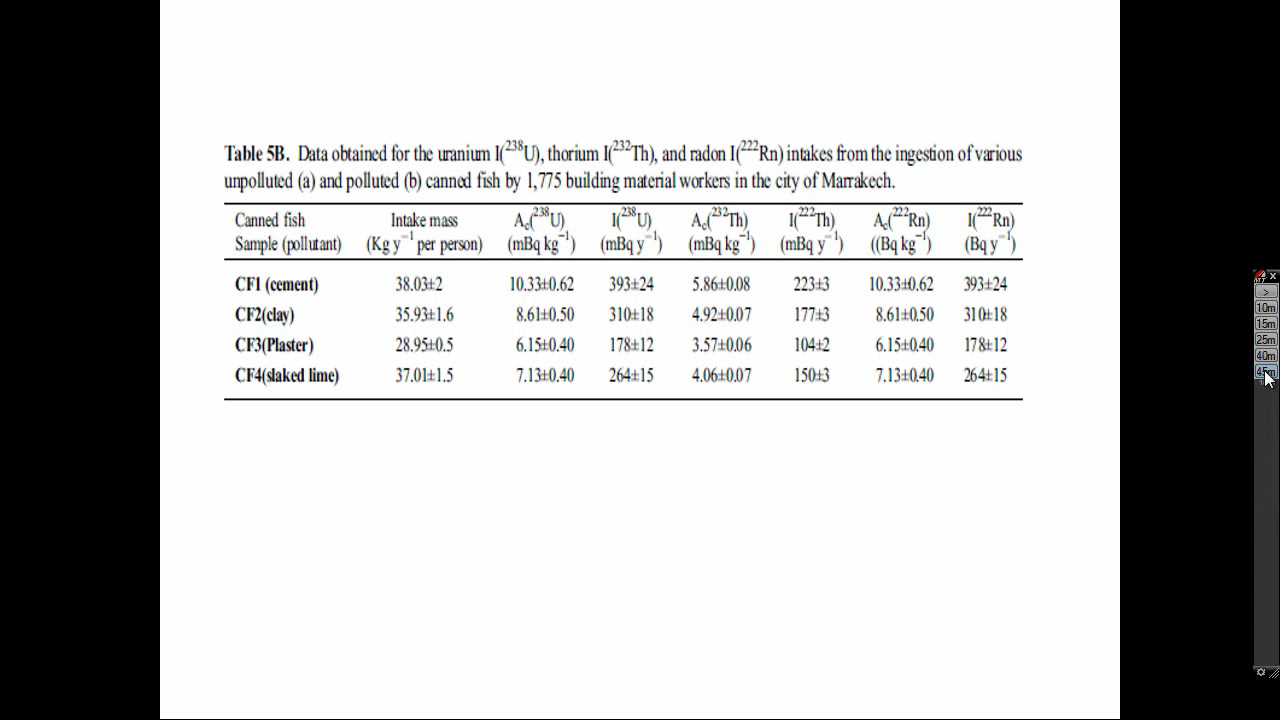 Table 5B. Data obtained for the uranium I(²³⁸U), thorium I(²³²Th), and radon I(²²²Rn) intakes from the ingestion of various
unpolluted (a) and polluted (b) canned fish by 1,775 building material workers in the city of Marrakech.
Canned fish Intake mass A꜀(²³⁸U) I(²³⁸U) A꜀(²³²Th) I(²²²Th) A꜀(²²²Rn) I(²²²Rn)
Sample (pollutant) (Kg y⁻¹ per person) (mBq kg⁻¹) (mBq y⁻¹) (mBq kg⁻¹) (mBq y⁻¹) ((Bq kg⁻¹) (Bq y⁻¹)
CF1 (cement) 38.03±2 10.33±0.62 393±24 5.86±0.08 223±3 10.33±0.62 393±24
CF2(clay) 35.93±1.6 8.61±0.50 310±18 4.92±0.07 177±3 8.61±0.50 310±18
CF3(Plaster) 28.95±0.5 6.15±0.40 178±12 3.57±0.06 104±2 6.15±0.40 178±12
CF4(slaked lime) 37.01±1.5 7.13±0.40 264±15 4.06±0.07 150±3 7.13±0.40 264±15
>
10m
15m
25m
40m
45m